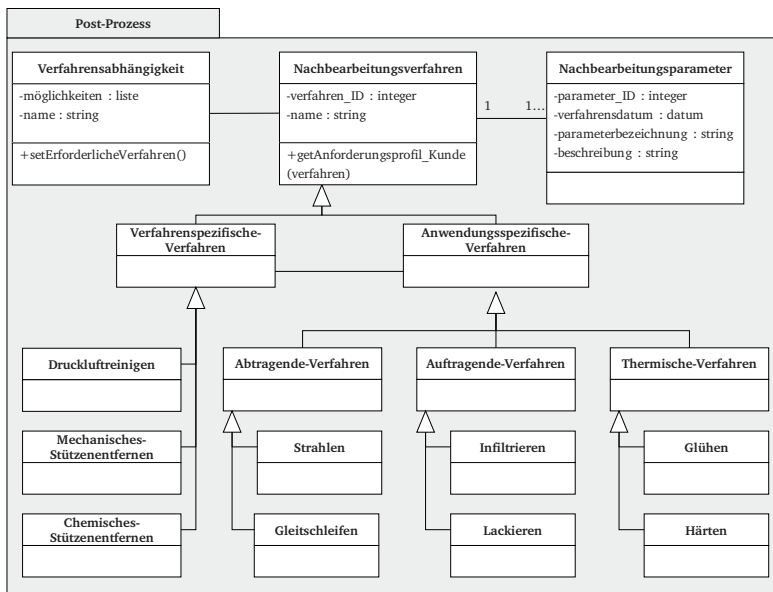 Post-Prozess
Verfahrensabhängigkeit
-möglichkeiten : liste
-name : string
+setErforderlicheVerfahren()
Nachbearbeitungsverfahren
-verfahren_ID : integer
-name : string
+getAnforderungsprofil_Kunde
(verfahren)
1
1...
Nachbearbeitungsparameter
-parameter_ID : integer
-verfahrensdatum : datum
-parameterbezeichnung : string
-beschreibung : string
Verfahrenspezifische-
Verfahren
Anwendungsspezifische-
Verfahren
Druckluftreinigen
Abtragende-Verfahren
Auftragende-Verfahren
Thermische-Verfahren
Mechanisches-
Stützenentfernen
Strahlen
Infiltrieren
Glühen
Chemisches-
Stützenentfernen
Gleitschleifen
Lackieren
Härten